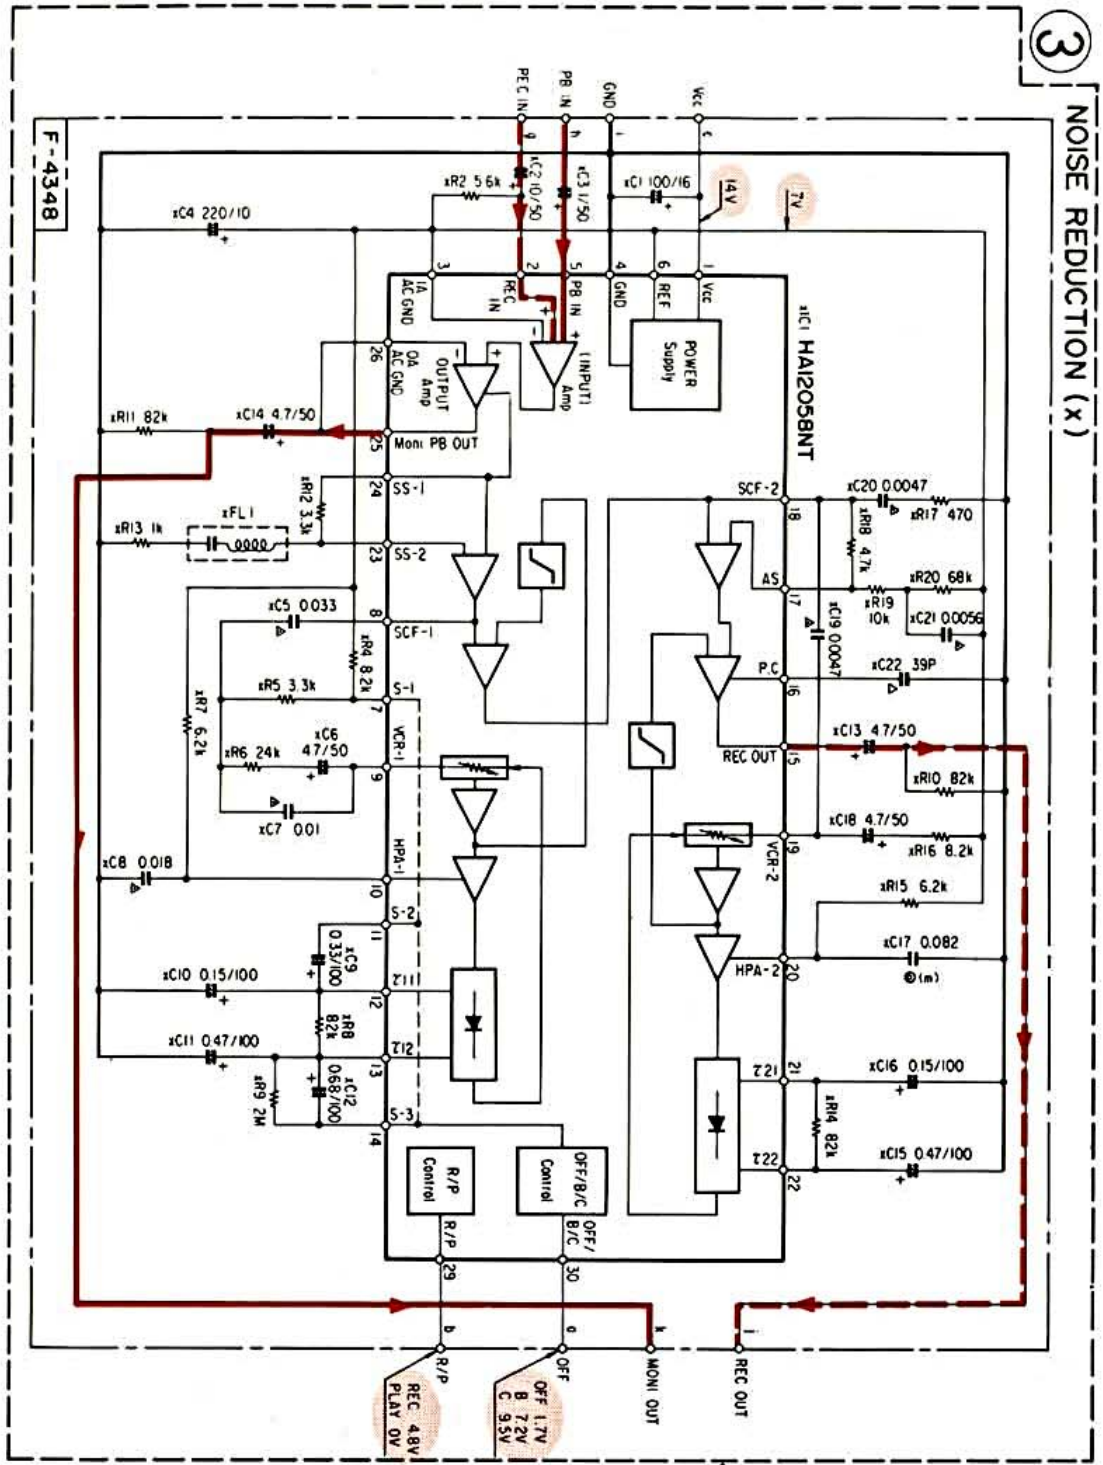 3
NOISE REDUCTION (x)
F-4348
PEC IN
PB IN
GND
Vcc
g
h
i
c
xC2 10/50
xC3 1/50
xC1 100/16
14V
7V
xR2 5.6k
xC4 220/10
3
2
5
4
6
1
IA
AC GND
REC
IN
PB IN
GND
REF
Vcc
xIC1 HA12058NT
POWER
Supply
(INPUT)
Amp
26
OA
AC GND
OUTPUT
Amp
xR11 82k
xC14 4.7/50
25
Moni PB OUT
24
SS-1
xR12 3.3k
xR13 1k
xFL1
23
SS-2
SCF-2
18
xC20 0.0047
xR17 470
xR18 4.7k
AS
17
xR19
10k
xR20 68k
xC21 0.0056
xC19 0.0047
xC5 0.033
8
SCF-1
xR4 8.2k
xR5 3.3k
7
S-1
xR7 6.2k
P.C
16
xC22 39P
xR6 24k
xC6
4.7/50
xC7 0.01
9
VCR-1
REC OUT
15
xC13 4.7/50
xR10 82k
19
VCR-2
xC18 4.7/50
xR16 8.2k
xC8 0.018
10
HPA-1
xR15 6.2k
HPA-2
20
xC17 0.082
©(m)
S-2
11
xC9
0.33/100
xC10 0.15/100
τ11
12
xR8
82k
xC11 0.47/100
τ12
13
xR9 2M
xC12
0.68/100
S-3
14
τ21
21
xC16 0.15/100
xR14 82k
τ22
22
xC15 0.47/100
R/P
Control
OFF/B/C
Control
R/P
OFF/
B/C
29
30
b
a
k
j
R/P
OFF
MONI OUT
REC OUT
REC 4.8V
PLAY 0V
OFF 1.7V
B 7.2V
C 9.5V